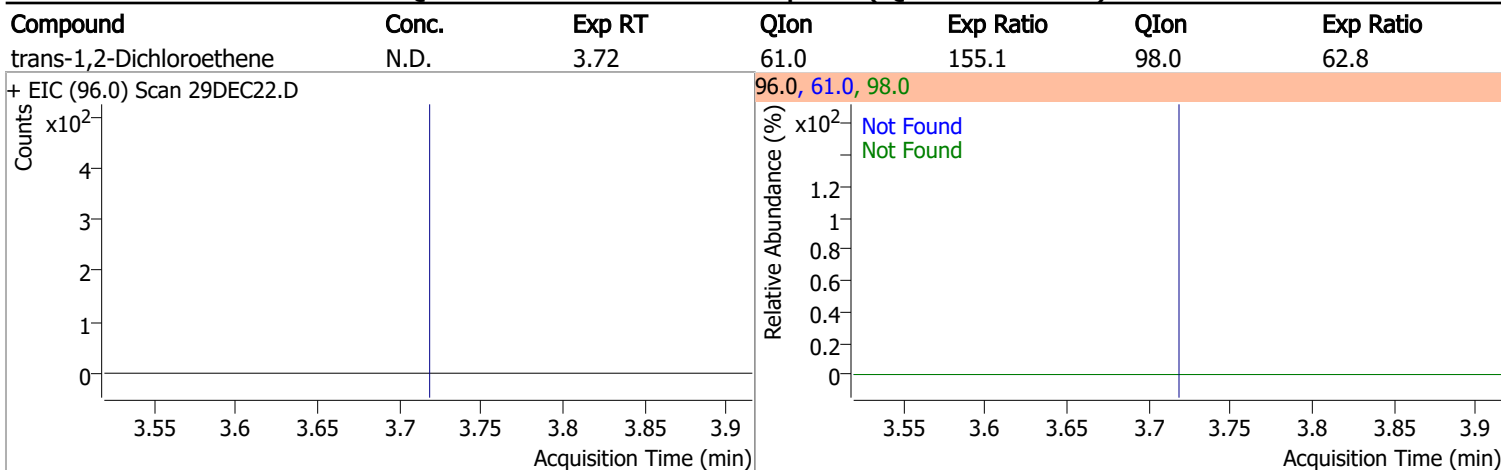 Compound Conc. Exp RT QIon Exp Ratio QIon Exp Ratio
trans-1,2-Dichloroethene N.D. 3.72 61.0 155.1 98.0 62.8
+ EIC (96.0) Scan 29DEC22.D
Counts
x102
4
3
2
1
0
3.55 3.6 3.65 3.7 3.75 3.8 3.85 3.9
Acquisition Time (min)
96.0, 61.0, 98.0
Relative Abundance (%)
x102
Not Found
Not Found
1.2
1
0.8
0.6
0.4
0.2
0
3.55 3.6 3.65 3.7 3.75 3.8 3.85 3.9
Acquisition Time (min)